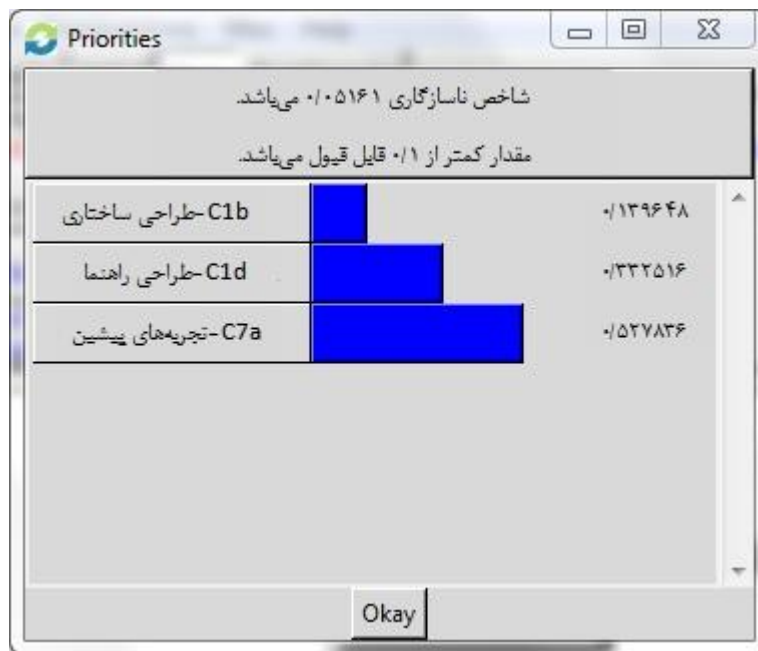 Priorities
شاخص ناسازگاری ۰/۰۵۱۶۱ می‌باشد.
مقدار کمتر از ۰/۱ قابل قبول می‌باشد.
C1b-طراحی ساختاری ۰/۱۳۹۶۴۸
C1d-طراحی راهنما ۰/۳۳۲۵۱۶
C7a-تجربه‌های پیشین ۰/۵۲۷۸۳۶
Okay